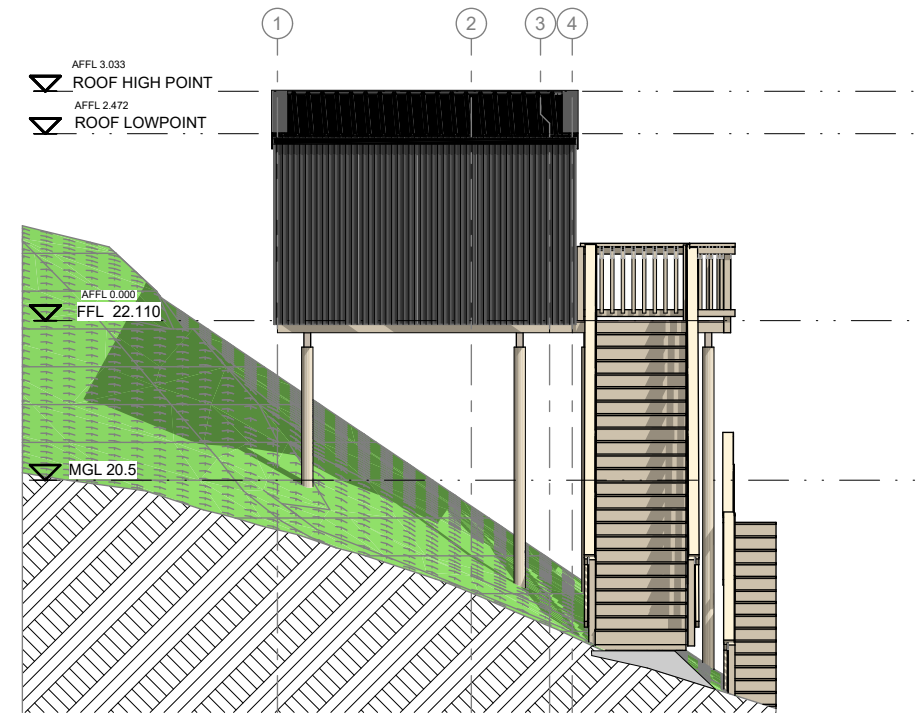 1
2
3
4
AFFL 3.033
ROOF HIGH POINT
AFFL 2.472
ROOF LOWPOINT
AFFL 0.000
FFL 22.110
MGL 20.5